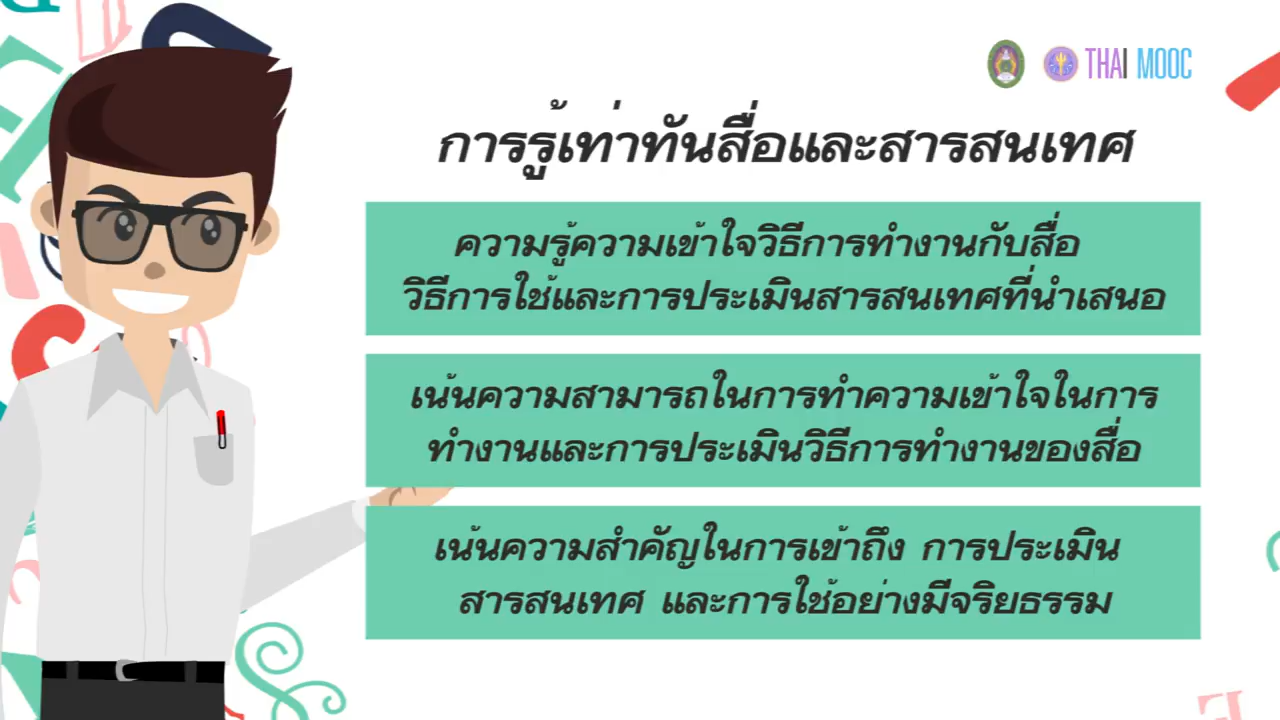 THAI MOOC
การรู้เท่าทันสื่อและสารสนเทศ
ความรู้ความเข้าใจวิธีการทำงานกับสื่อ
วิธีการใช้และการประเมินสารสนเทศที่นำเสนอ
เน้นความสามารถในการทำความเข้าใจในการ
ทำงานและการประเมินวิธีการทำงานของสื่อ
เน้นความสำคัญในการเข้าถึง การประเมิน
สารสนเทศ และการใช้อย่างมีจริยธรรม